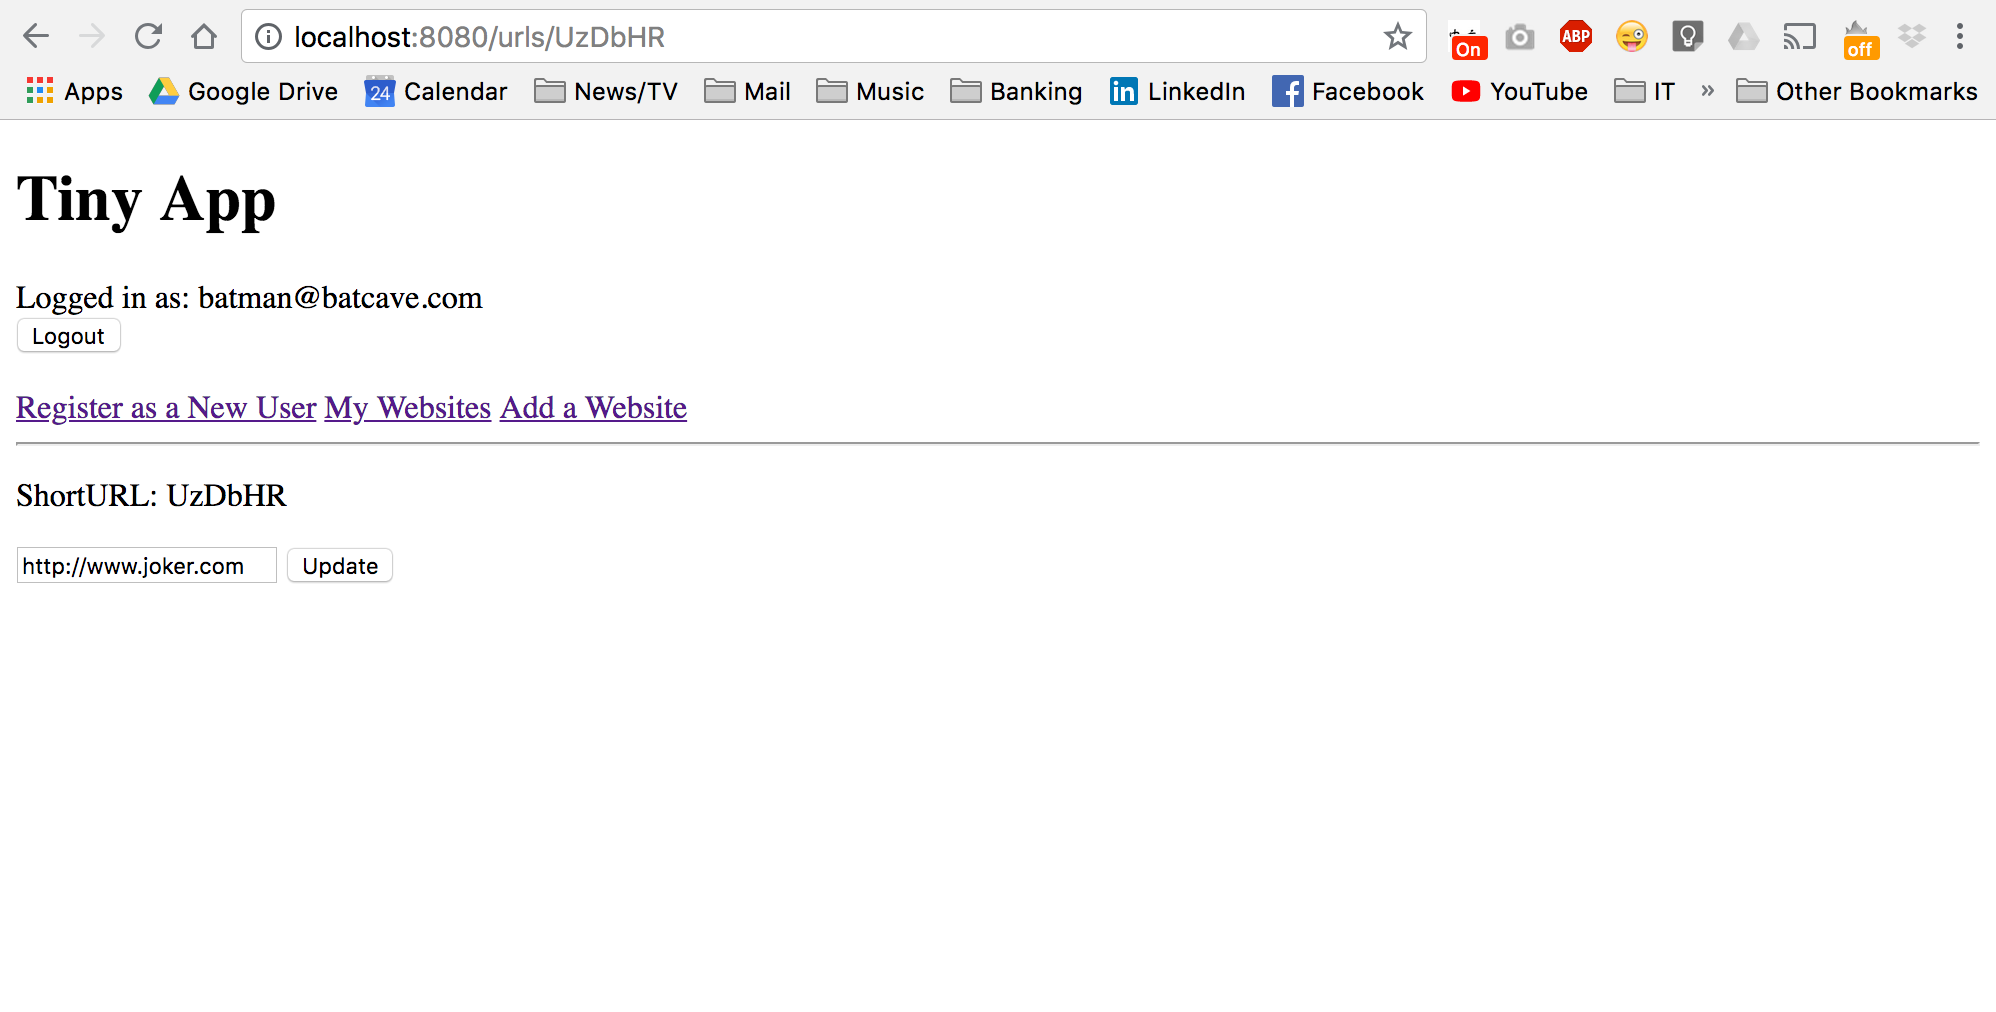 localhost:8080/urls/UzDbHR
On
ABP
off
Apps
Google Drive
24
Calendar
News/TV
Mail
Music
Banking
in
LinkedIn
f
Facebook
YouTube
IT
»
Other Bookmarks
Tiny App
Logged in as: batman@batcave.com
Logout
Register as a New User My Websites Add a Website
ShortURL: UzDbHR
http://www.joker.com Update